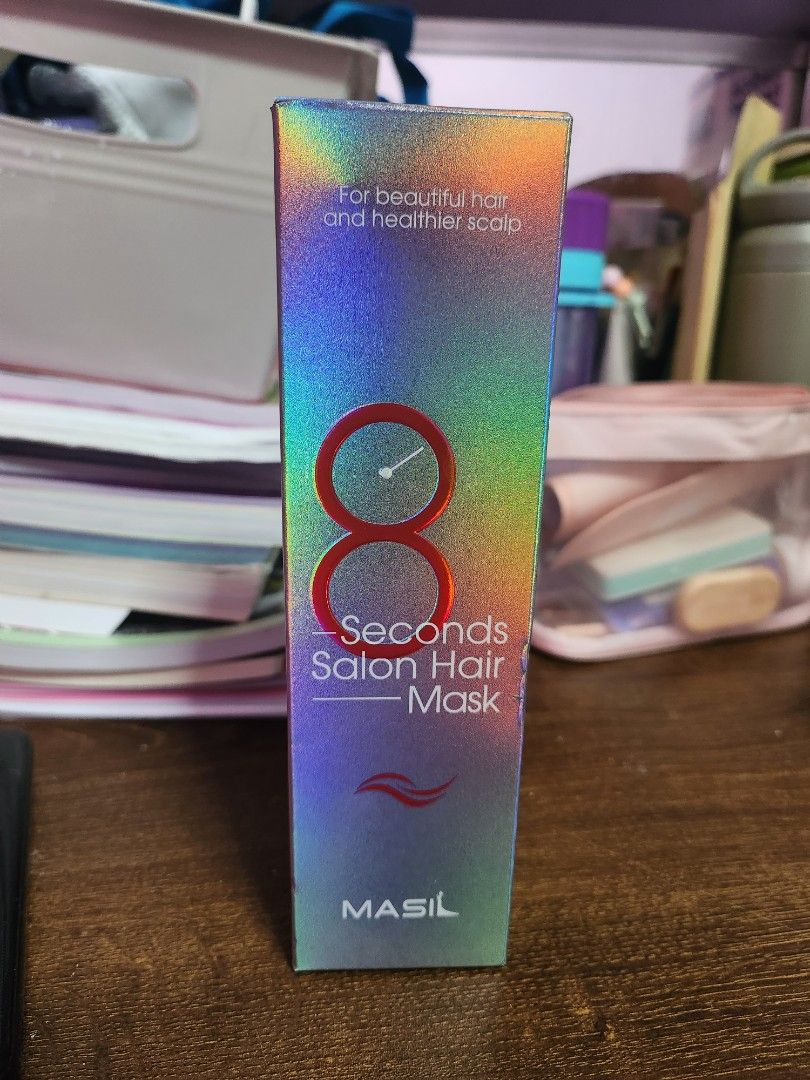 For beautiful hair
and healthier scalp
8
Seconds
Salon Hair
Mask
MASIL